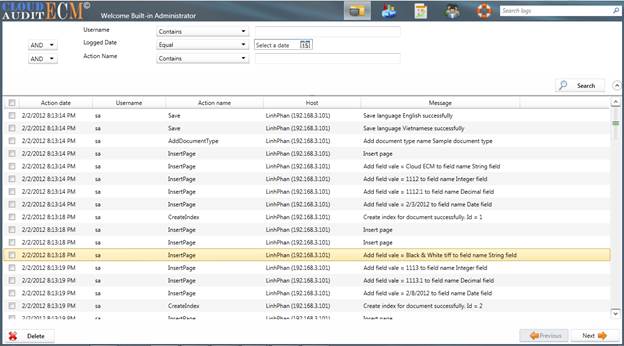 CLOUD
AUDITECM© Welcome Built-in Administrator Search logs
Username Contains
AND Logged Date Equal Select a date 15
AND Action Name Contains
Search
Action date Username Action name Host Message
2/2/2012 8:13:14 PM sa Save LinhPhan (192.168.3.101) Save language English successfully
2/2/2012 8:13:14 PM sa Save LinhPhan (192.168.3.101) Save language Vietnamese successfully
2/2/2012 8:13:14 PM sa AddDocumentType LinhPhan (192.168.3.101) Add document type name Sample document type
2/2/2012 8:13:14 PM sa InsertPage LinhPhan (192.168.3.101) Insert page
2/2/2012 8:13:14 PM sa InsertPage LinhPhan (192.168.3.101) Add field vale = Cloud ECM to field name String field
2/2/2012 8:13:14 PM sa InsertPage LinhPhan (192.168.3.101) Add field vale = 1112 to field name Integer field
2/2/2012 8:13:14 PM sa InsertPage LinhPhan (192.168.3.101) Add field vale = 1112.1 to field name Decimal field
2/2/2012 8:13:14 PM sa InsertPage LinhPhan (192.168.3.101) Add field vale = 2/3/2012 to field name Date field
2/2/2012 8:13:18 PM sa CreateIndex LinhPhan (192.168.3.101) Create index for document successfully. Id = 1
2/2/2012 8:13:18 PM sa InsertPage LinhPhan (192.168.3.101) Insert page
2/2/2012 8:13:18 PM sa InsertPage LinhPhan (192.168.3.101) Insert page
2/2/2012 8:13:18 PM sa InsertPage LinhPhan (192.168.3.101) Add field vale = Black & White tiff to field name String field
2/2/2012 8:13:19 PM sa InsertPage LinhPhan (192.168.3.101) Add field vale = 1113 to field name Integer field
2/2/2012 8:13:19 PM sa InsertPage LinhPhan (192.168.3.101) Add field vale = 1113.1 to field name Decimal field
2/2/2012 8:13:19 PM sa InsertPage LinhPhan (192.168.3.101) Add field vale = 2/8/2012 to field name Date field
2/2/2012 8:13:19 PM sa CreateIndex LinhPhan (192.168.3.101) Create index for document successfully. Id = 2
2/2/2012 8:13:19 PM sa InsertPage LinhPhan (192.168.3.101) Insert page
Delete Previous Next